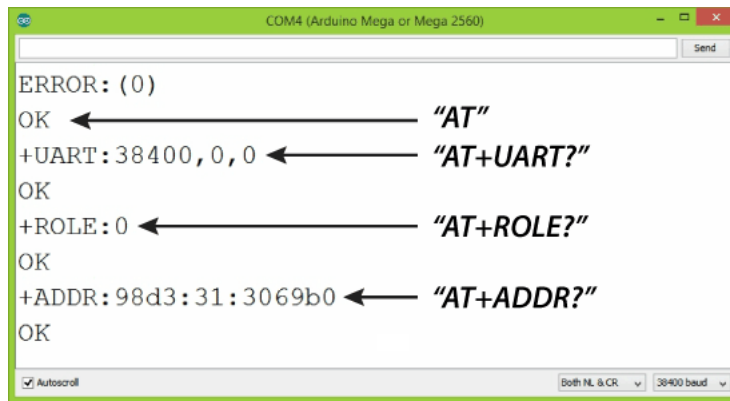 COM4 (Arduino Mega or Mega 2560)
Send
ERROR:(0)
OK "AT"
+UART:38400,0,0 "AT+UART?"
OK
+ROLE:0 "AT+ROLE?"
OK
+ADDR:98d3:31:3069b0 "AT+ADDR?"
OK
Autoscroll Both NL & CR 38400 baud